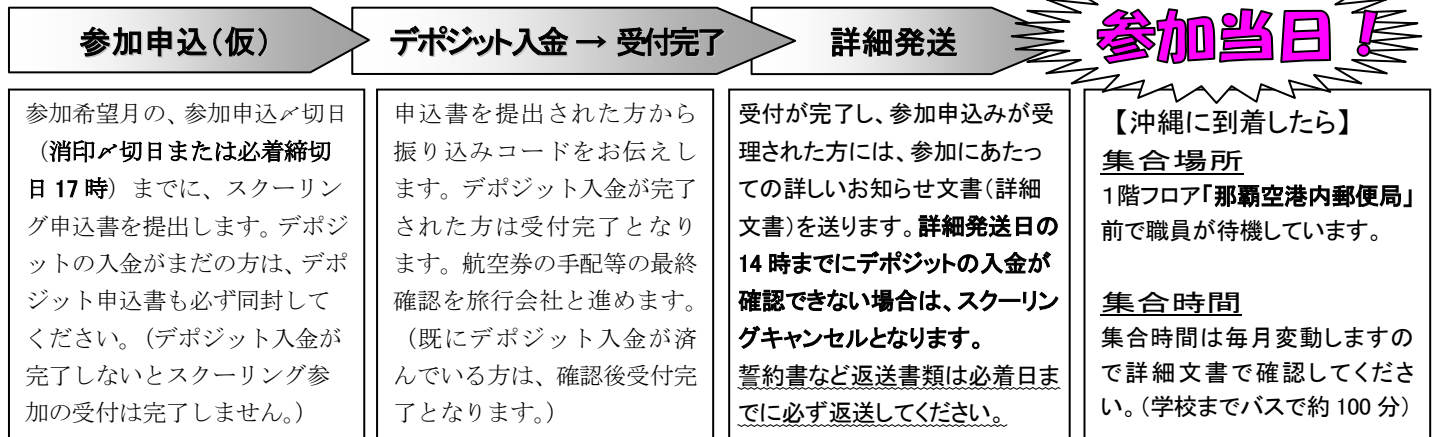 参加申込(仮)
参加希望月の、参加申込〆切日
(消印〆切日または必着締切
日 17 時)までに、スクーリン
グ申込書を提出します。デポジ
ットの入金がまだの方は、デポ
ジット申込書も必ず同封して
ください。(デポジット入金が
完了しないとスクーリング参
加の受付は完了しません。)
デポジット入金 → 受付完了
申込書を提出された方から
振り込みコードをお伝えし
ます。デポジット入金が完了
された方は受付完了となり
ます。航空券の手配等の最終
確認を旅行会社と進めます。
(既にデポジット入金が済
んでいる方は、確認後受付完
了となります。)
詳細発送
受付が完了し、参加申込みが受
理された方には、参加にあたっ
ての詳しいお知らせ文書(詳細
文書)を送ります。詳細発送日の
14 時までにデポジットの入金が
確認できない場合は、スクーリン
グキャンセルとなります。
誓約書など返送書類は必着日ま
でに必ず返送してください。
参加当日!
【沖縄に到着したら】
集合場所
1階フロア「那覇空港内郵便局」
前で職員が待機しています。
集合時間
集合時間は毎月変動しますの
で詳細文書で確認してくださ
い。(学校までバスで約 100 分)